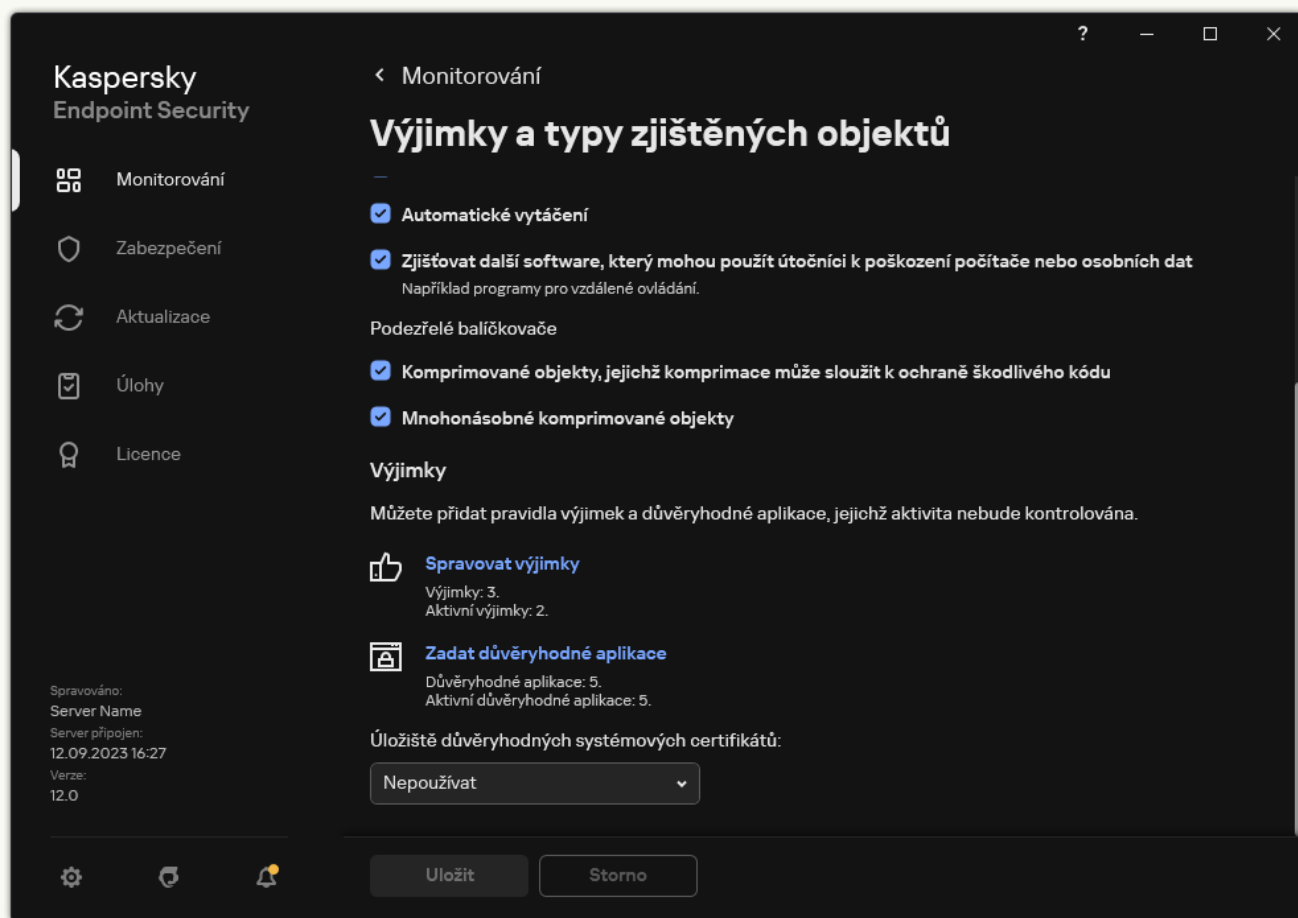 ?
Kaspersky
Endpoint Security
Monitorování
Zabezpečení
Aktualizace
Úlohy
Licence
Spravováno:
Server Name
Server připojen:
12.09.2023 16:27
Verze:
12.0
Monitorování
Výjimky a typy zjištěných objektů
Automatické vytáčení
Zjišťovat další software, který mohou použít útočníci k poškození počítače nebo osobních dat
Například programy pro vzdálené ovládání.
Podezřelé balíčkovače
Komprimované objekty, jejichž komprimace může sloužit k ochraně škodlivého kódu
Mnohonásobné komprimované objekty
Výjimky
Můžete přidat pravidla výjimek a důvěryhodné aplikace, jejichž aktivita nebude kontrolována.
Spravovat výjimky
Výjimky: 3.
Aktivní výjimky: 2.
Zadat důvěryhodné aplikace
Důvěryhodné aplikace: 5.
Aktivní důvěryhodné aplikace: 5.
Úložiště důvěryhodných systémových certifikátů:
Nepoužívat
Uložit
Storno